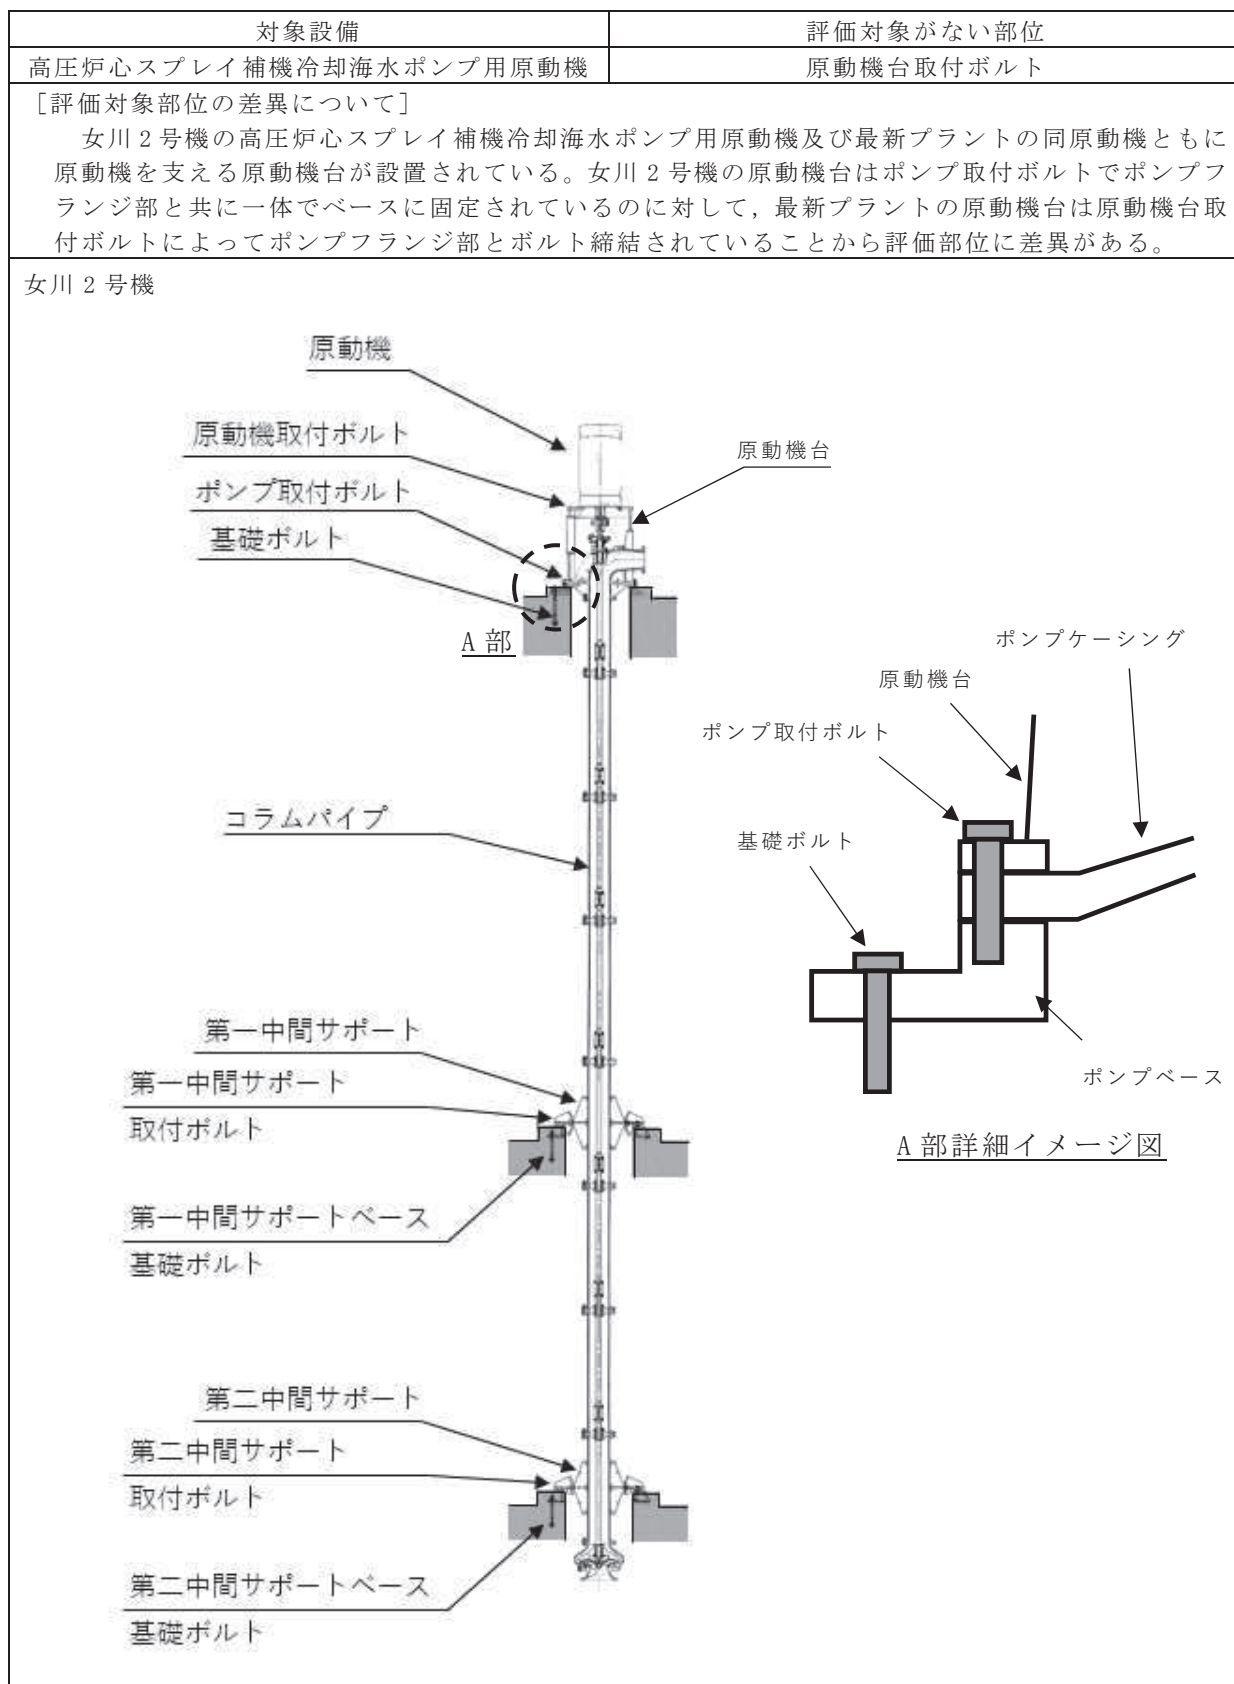 対象設備
評価対象がない部位
高圧炉心スプレイ補機冷却海水ポンプ用原動機
原動機台取付ボルト
［評価対象部位の差異について］
女川２号機の高圧炉心スプレイ補機冷却海水ポンプ用原動機及び最新プラントの同原動機ともに
原動機を支える原動機台が設置されている。女川２号機の原動機台はポンプ取付ボルトでポンプフ
ランジ部と共に一体でベースに固定されているのに対して，最新プラントの原動機台は原動機台取
付ボルトによってポンプフランジ部とボルト締結されていることから評価部位に差異がある。
女川２号機
原動機
原動機取付ボルト
ポンプ取付ボルト
基礎ボルト
原動機台
A 部
コラムパイプ
第一中間サポート
第一中間サポート
取付ボルト
第一中間サポートベース
基礎ボルト
第二中間サポート
第二中間サポート
取付ボルト
第二中間サポートベース
基礎ボルト
ポンプケーシング
原動機台
ポンプ取付ボルト
基礎ボルト
ポンプベース
A 部詳細イメージ図